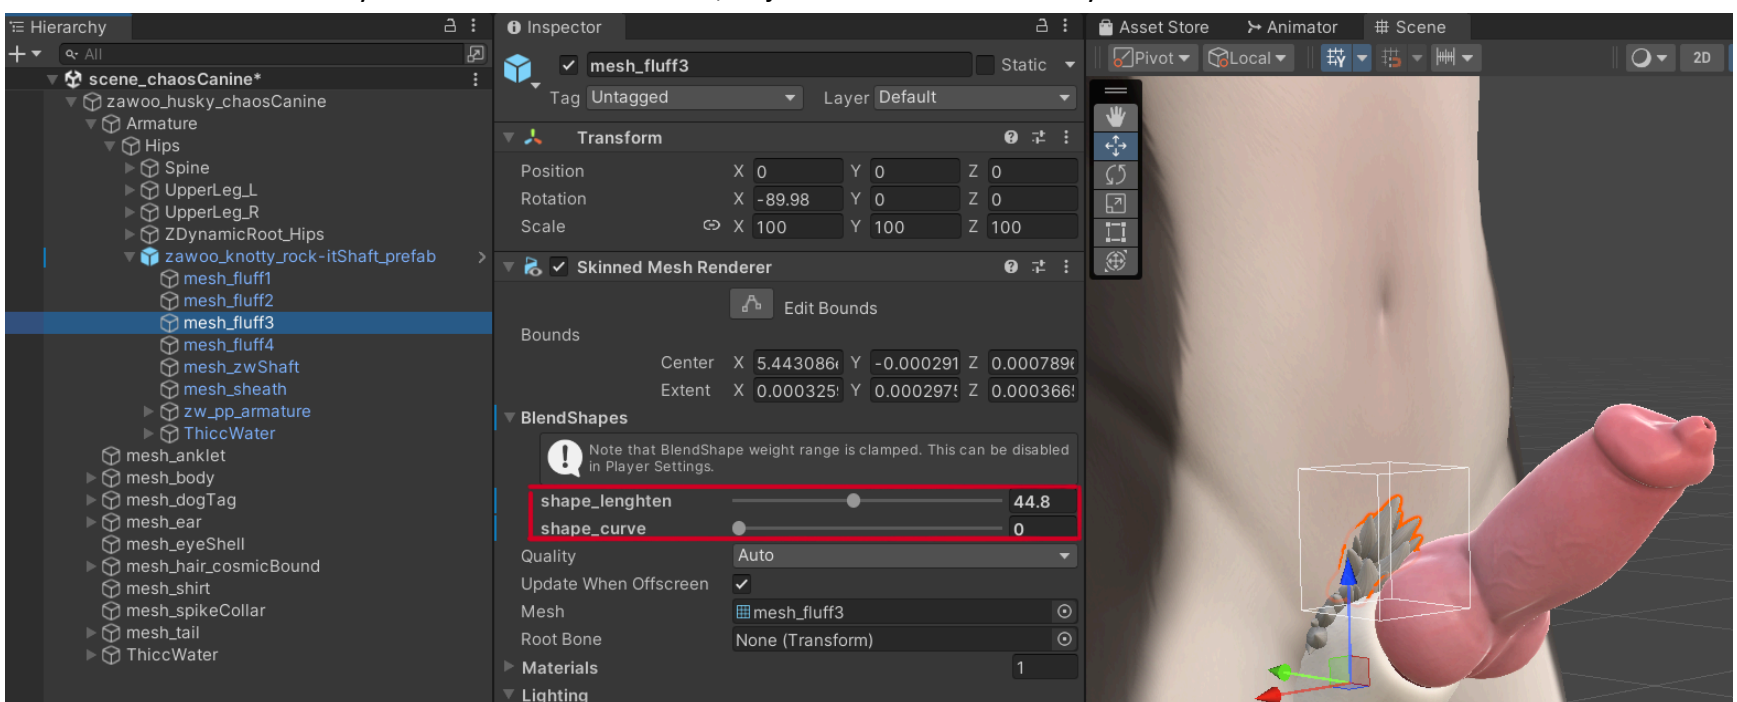 Hierarchy
All
scene_chaosCanine*
zawoo_husky_chaosCanine
Armature
Hips
Spine
UpperLeg_L
UpperLeg_R
ZDynamicRoot_Hips
zawoo_knotty_rock-itShaft_prefab
mesh_fluff1
mesh_fluff2
mesh_fluff3
mesh_fluff4
mesh_zwShaft
mesh_sheath
zw_pp_armature
ThiccWater
mesh_anklet
mesh_body
mesh_dogTag
mesh_ear
mesh_eyeShell
mesh_hair_cosmicBound
mesh_shirt
mesh_spikeCollar
mesh_tail
ThiccWater
Inspector
mesh_fluff3 Static
Tag Untagged Layer Default
Transform
Position X 0 Y 0 Z 0
Rotation X -89.98 Y 0 Z 0
Scale X 100 Y 100 Z 100
Skinned Mesh Renderer
Edit Bounds
Bounds
Center X 5.443086 Y -0.000291 Z 0.0007896
Extent X 0.000325 Y 0.000297 Z 0.000366
BlendShapes
Note that BlendShape weight range is clamped. This can be disabled
in Player Settings.
shape_lenghten 44.8
shape_curve 0
Quality Auto
Update When Offscreen
Mesh mesh_fluff3
Root Bone None (Transform)
Materials 1
Lighting
Asset Store Animator Scene
Pivot Local 2D